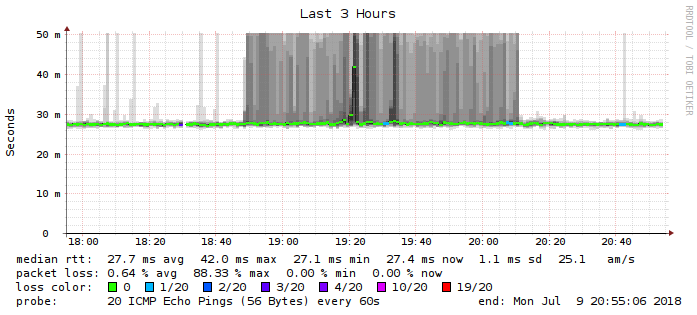 Last 3 Hours
RRDTOOL / TOBI OETIKER
Seconds
50 m
40 m
30 m
20 m
10 m
0
18:00 18:20 18:40 19:00 19:20 19:40 20:00 20:20 20:40
median rtt: 27.7 ms avg 42.0 ms max 27.1 ms min 27.4 ms now 1.1 ms sd 25.1 am/s
packet loss: 0.64 % avg 88.33 % max 0.00 % min 0.00 % now
loss color: 0 1/20 2/20 3/20 4/20 10/20 19/20
probe: 20 ICMP Echo Pings (56 Bytes) every 60s end: Mon Jul 9 20:55:06 2018